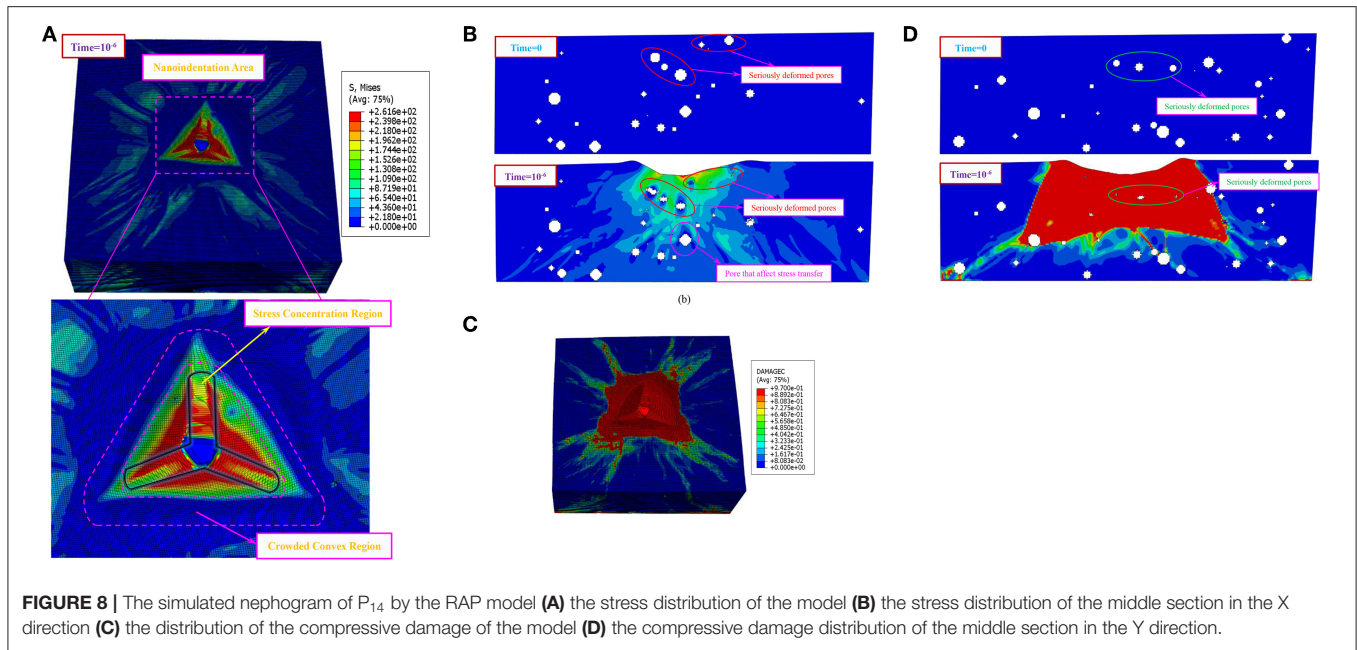 A
Time=10⁻⁶
Nanoindentation Area
S, Mises
(Avg: 75%)
+2.616e+02
+2.398e+02
+2.180e+02
+1.962e+02
+1.744e+02
+1.526e+02
+1.308e+02
+1.090e+02
+8.719e+01
+6.540e+01
+4.360e+01
+2.180e+01
+0.000e+00
Stress Concentration Region
Crowded Convex Region
B
Time=0
Seriously deformed pores
Time=10⁻⁶
Seriously deformed pores
Pore that affect stress transfer
(b)
C
DAMAGEC
(Avg: 75%)
+9.700e-01
+8.892e-01
+8.083e-01
+7.275e-01
+6.467e-01
+5.658e-01
+4.850e-01
+4.042e-01
+3.233e-01
+2.425e-01
+1.617e-01
+8.083e-02
+0.000e+00
D
Time=0
Seriously deformed pores
Time=10⁻⁶
Seriously deformed pores
FIGURE 8 | The simulated nephogram of P₁₄ by the RAP model (A) the stress distribution of the model (B) the stress distribution of the middle section in the X
direction (C) the distribution of the compressive damage of the model (D) the compressive damage distribution of the middle section in the Y direction.